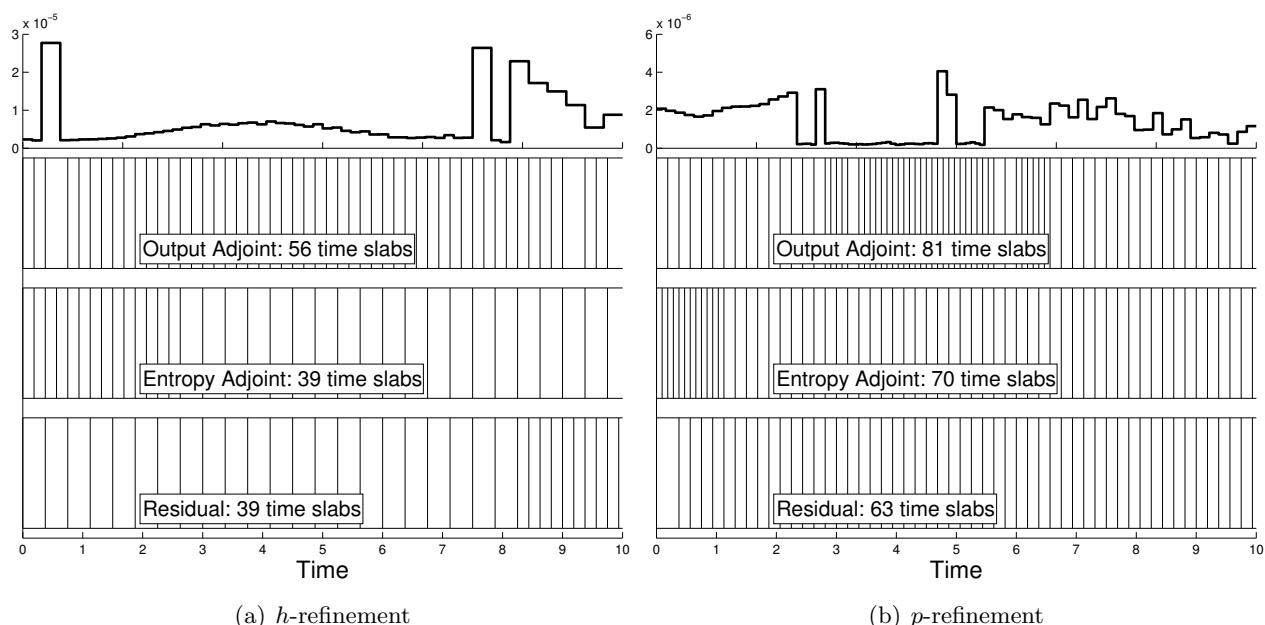 x 10⁻⁵
3
2
1
0
Output Adjoint: 56 time slabs
Entropy Adjoint: 39 time slabs
Residual: 39 time slabs
0 1 2 3 4 5 6 7 8 9 10
Time
(a) h-refinement
x 10⁻⁶
6
4
2
0
Output Adjoint: 81 time slabs
Entropy Adjoint: 70 time slabs
Residual: 63 time slabs
0 1 2 3 4 5 6 7 8 9 10
Time
(b) p-refinement